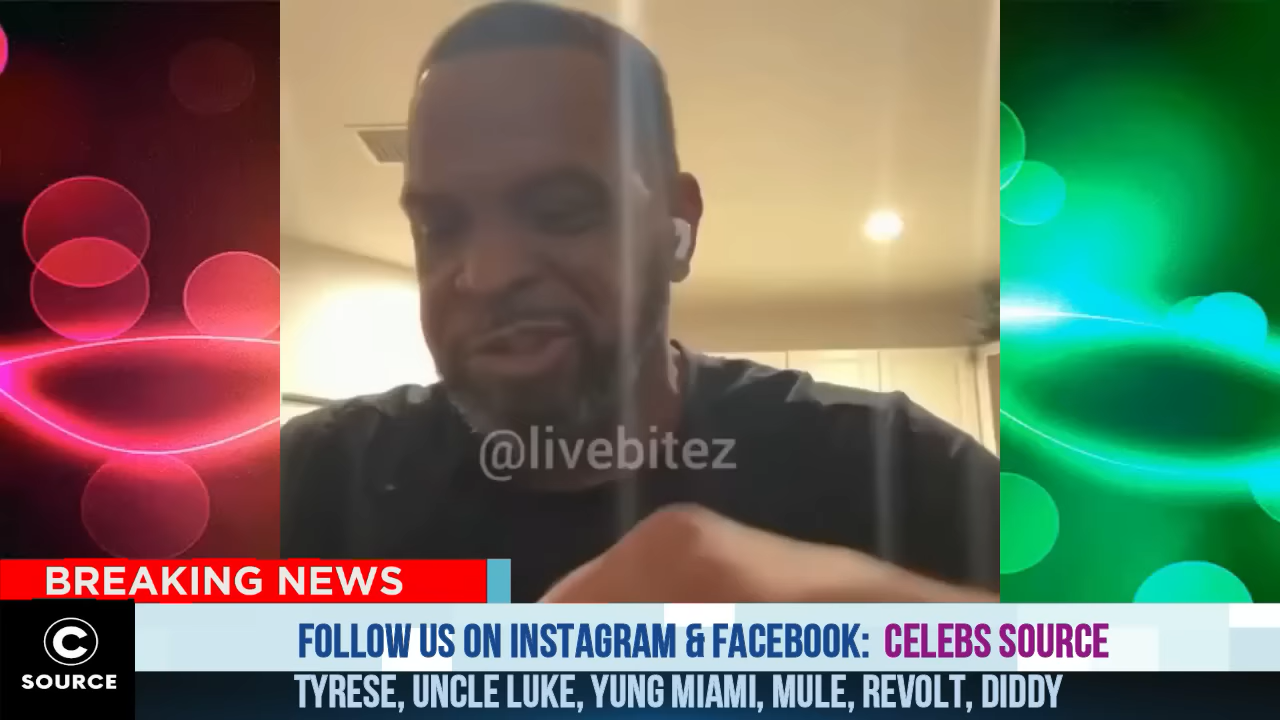 @livebitez
BREAKING NEWS
C
SOURCE
FOLLOW US ON INSTAGRAM & FACEBOOK: CELEBS SOURCE
TYRESE, UNCLE LUKE, YUNG MIAMI, MULE, REVOLT, DIDDY